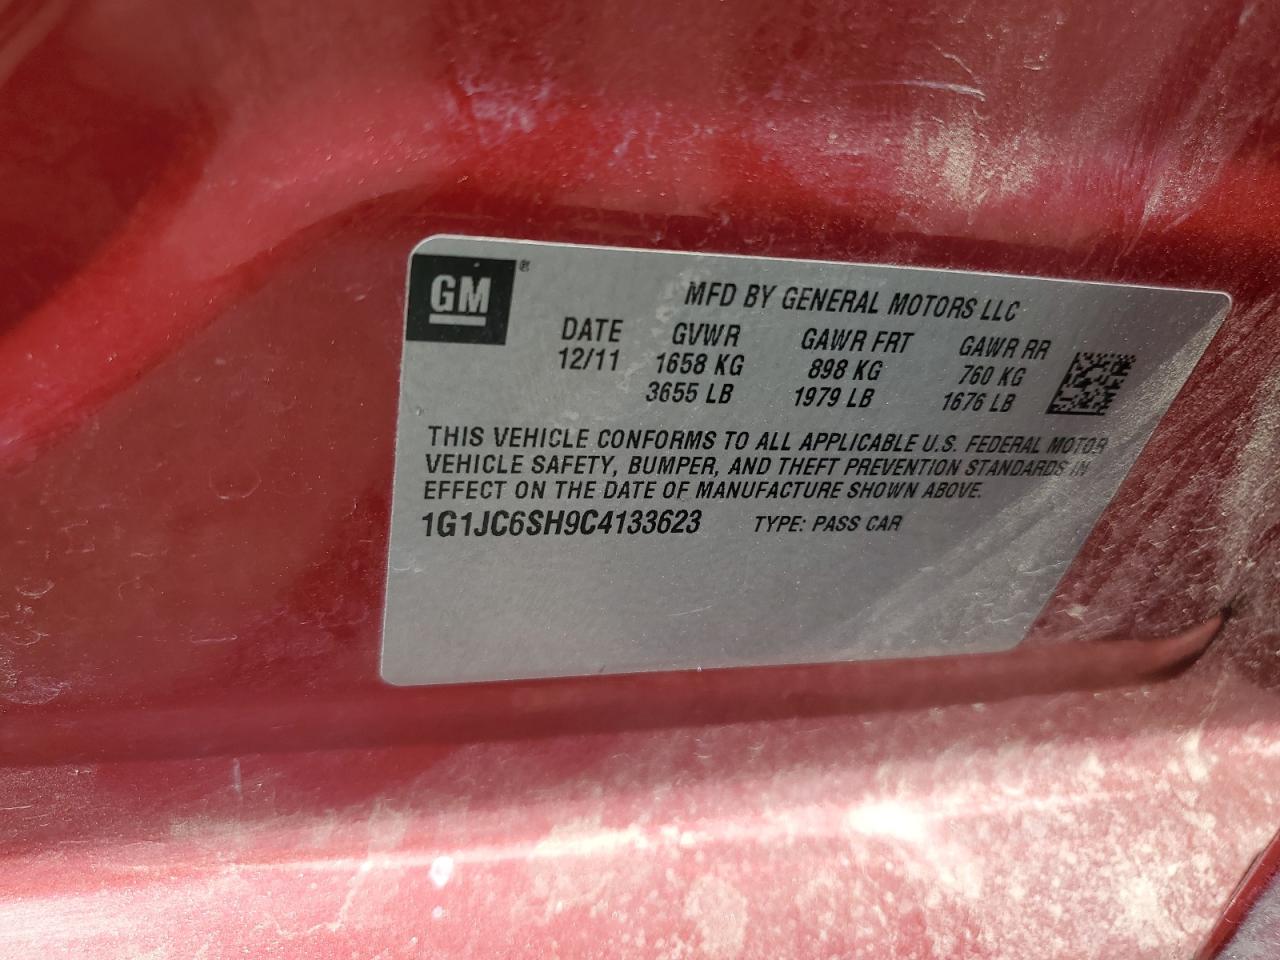 GM ®
MFD BY GENERAL MOTORS LLC
DATE GVWR GAWR FRT GAWR RR
12/11 1658 KG 898 KG 760 KG
3655 LB 1979 LB 1676 LB
THIS VEHICLE CONFORMS TO ALL APPLICABLE U.S. FEDERAL MOTOR
VEHICLE SAFETY, BUMPER, AND THEFT PREVENTION STANDARDS IN
EFFECT ON THE DATE OF MANUFACTURE SHOWN ABOVE.
1G1JC6SH9C4133623 TYPE: PASS CAR